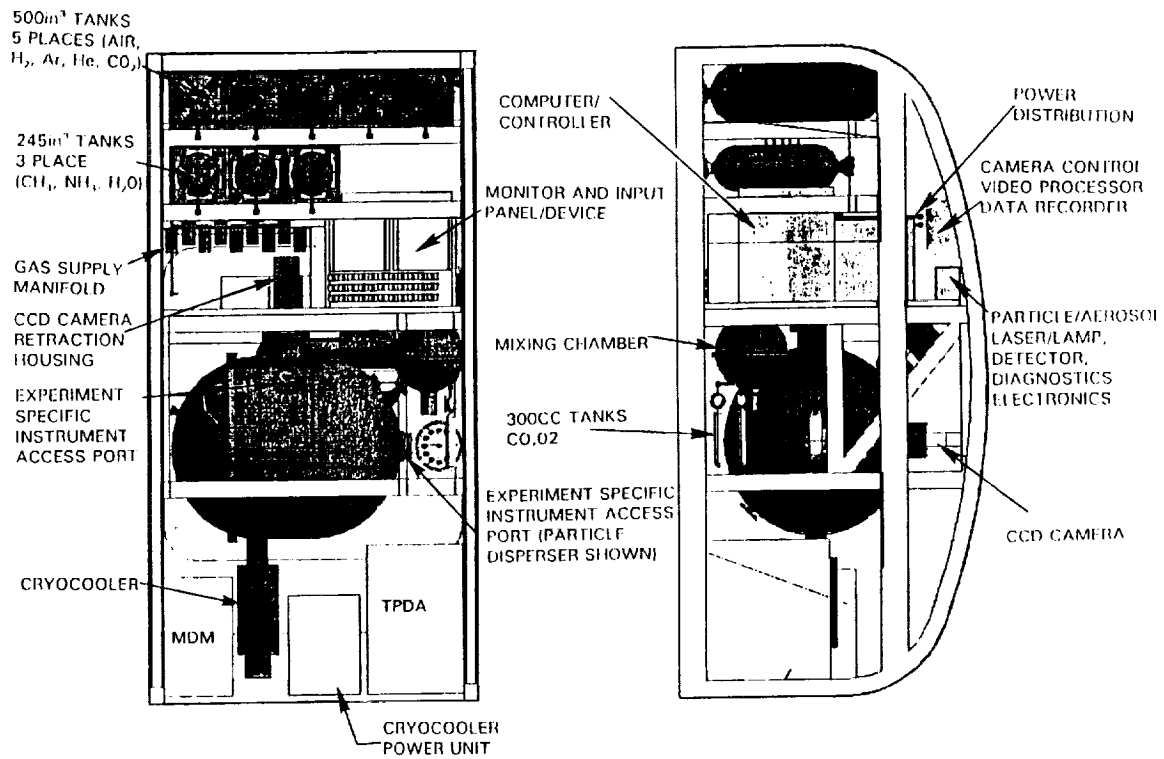 500in³ TANKS
5 PLACES (AIR,
H₂, Ar, He, CO₂)
245in³ TANKS
3 PLACE
(CH₄, NH₃, H₂O)
GAS SUPPLY
MANIFOLD
CCD CAMERA
RETRACTION
HOUSING
EXPERIMENT
SPECIFIC
INSTRUMENT
ACCESS PORT
CRYOCOOLER
MDM
TPDA
CRYOCOOLER
POWER UNIT
COMPUTER/
CONTROLLER
MONITOR AND INPUT
PANEL/DEVICE
MIXING CHAMBER
300CC TANKS
CO,02
EXPERIMENT SPECIFIC
INSTRUMENT ACCESS
PORT (PARTICLE
DISPERSER SHOWN)
POWER
DISTRIBUTION
CAMERA CONTROL
VIDEO PROCESSOR
DATA RECORDER
PARTICLE/AEROSOL
LASER/LAMP,
DETECTOR,
DIAGNOSTICS
ELECTRONICS
CCD CAMERA